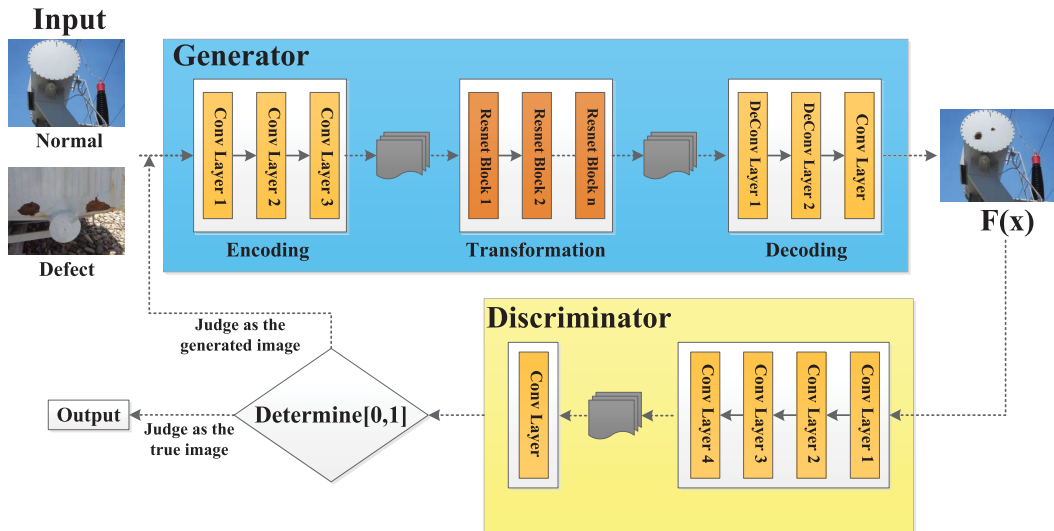 Input
Normal
Defect
Generator
Conv Layer 1
Conv Layer 2
Conv Layer 3
Encoding
Resnet Block 1
Resnet Block 2
Resnet Block n
Transformation
DeConv Layer 1
DeConv Layer 2
Conv Layer
Decoding
F(x)
Discriminator
Conv Layer 1
Conv Layer 2
Conv Layer 3
Conv Layer 4
Conv Layer
Determine[0,1]
Judge as the
generated image
Judge as the
true image
Output